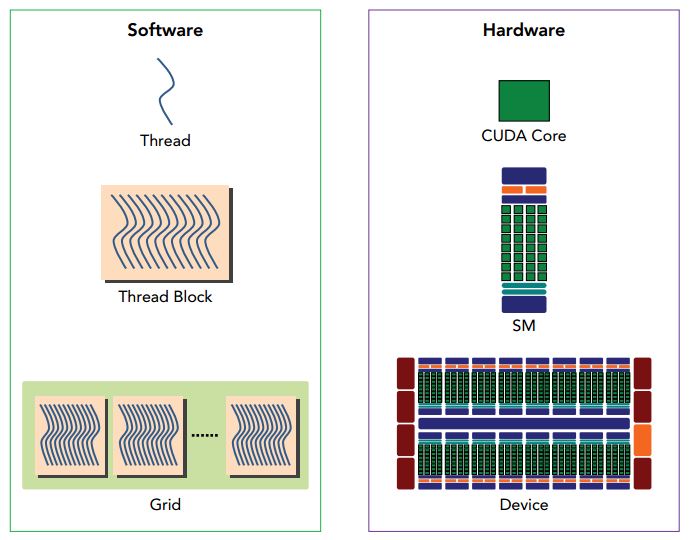 Software
Thread
Thread Block
Grid
Hardware
CUDA Core
SM
Device